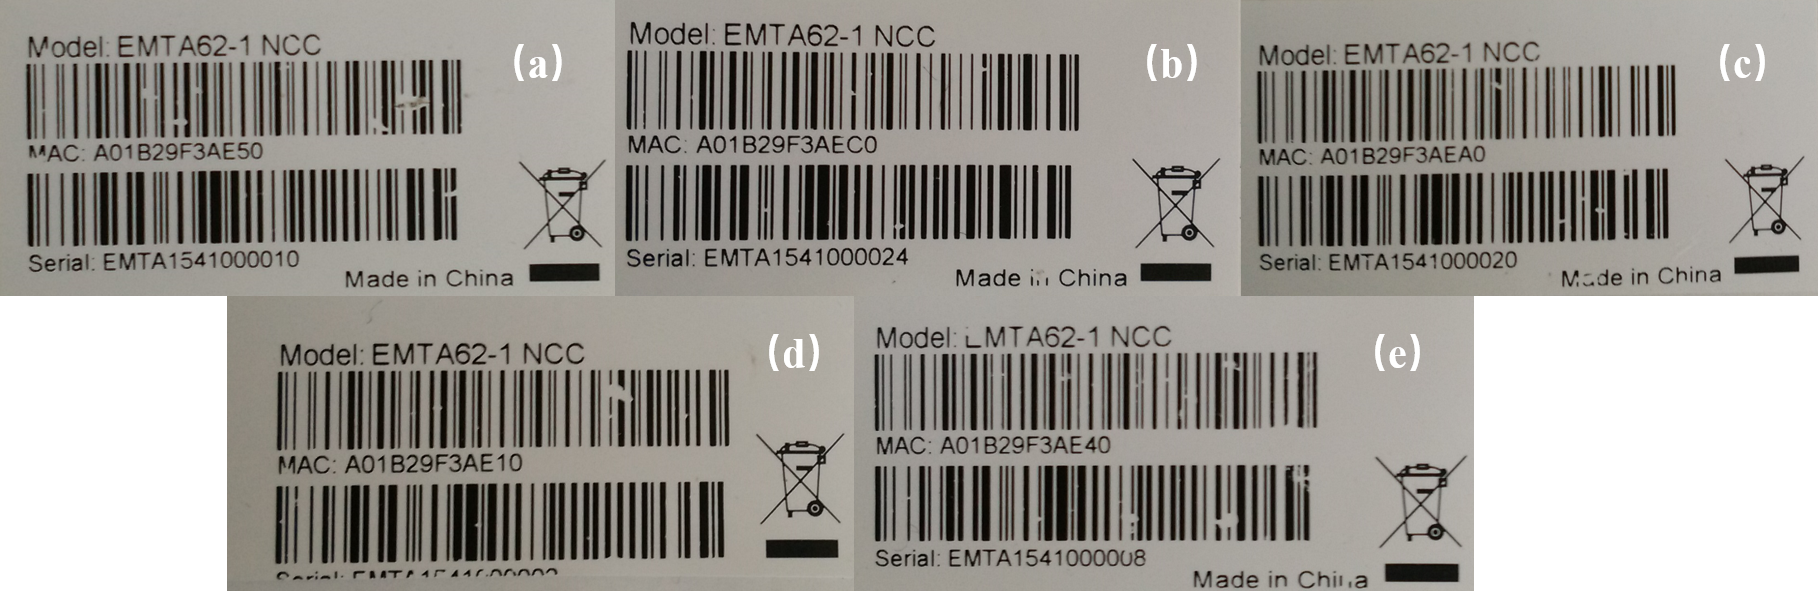 Model: EMTA62-1 NCC
(a)
MAC: A01B29F3AE50
Serial: EMTA1541000010
Made in China
Model: EMTA62-1 NCC
(b)
MAC: A01B29F3AEC0
Serial: EMTA1541000024
Made in China
Model: EMTA62-1 NCC
(c)
MAC: A01B29F3AEA0
Serial: EMTA1541000020
Made in China
Model: EMTA62-1 NCC
(d)
MAC: A01B29F3AE10
Serial:
Model: EMTA62-1 NCC
(e)
MAC: A01B29F3AE40
Serial: EMTA1541000008
Made in China